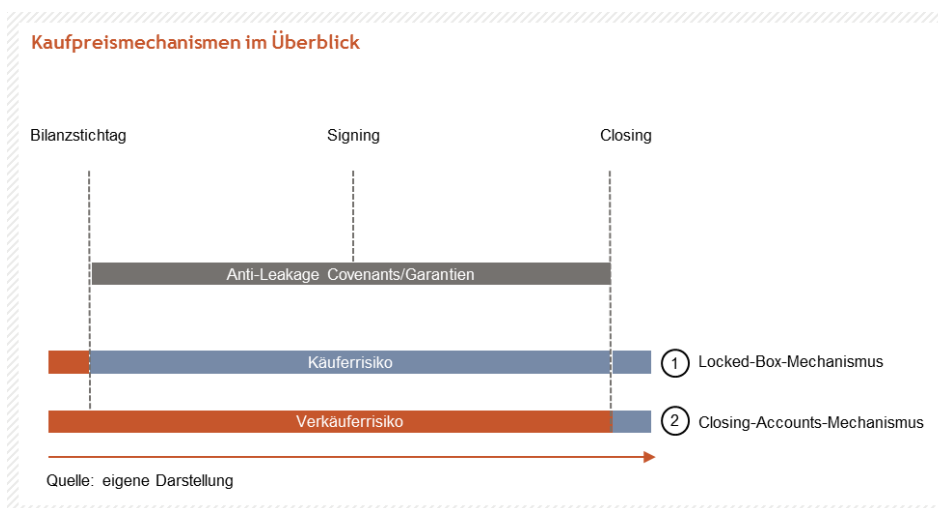 Kaufpreismechanismen im Überblick
Bilanzstichtag
Signing
Closing
Anti-Leakage Covenants/Garantien
Käuferrisiko
1 Locked-Box-Mechanismus
Verkäuferrisiko
2 Closing-Accounts-Mechanismus
Quelle: eigene Darstellung